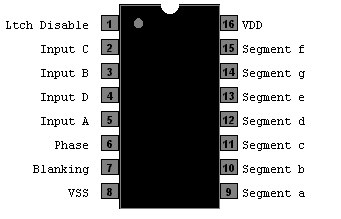 Ltch Disable 1 16 VDD
Input C 2 15 Segment f
Input B 3 14 Segment g
Input D 4 13 Segment e
Input A 5 12 Segment d
Phase 6 11 Segment c
Blanking 7 10 Segment b
VSS 8 9 Segment a